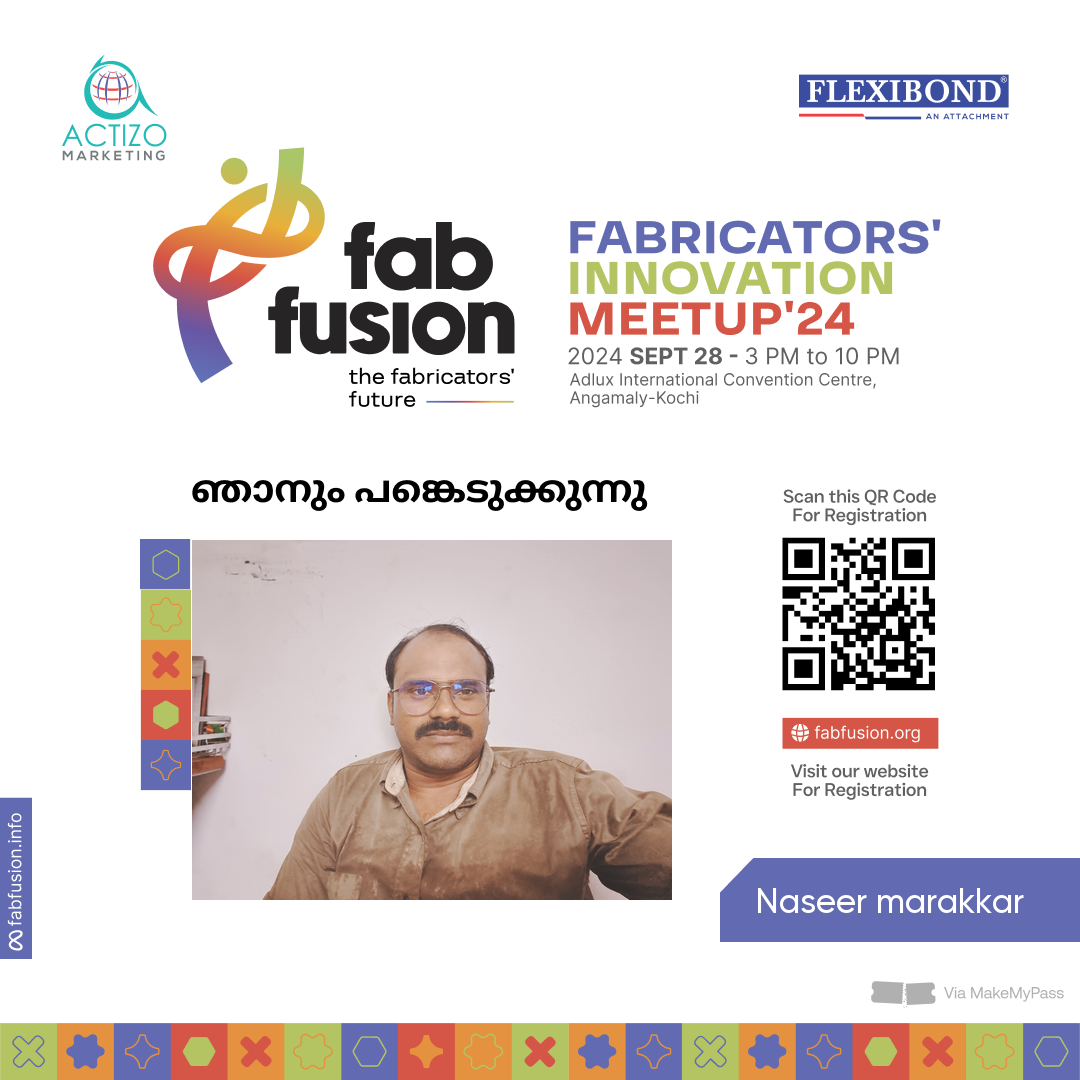 ACTIZO
MARKETING
FLEXIBOND®
AN ATTACHMENT
fab
fusion
the fabricators'
future
FABRICATORS'
INNOVATION
MEETUP'24
2024 SEPT 28 - 3 PM to 10 PM
Adlux International Convention Centre,
Angamaly-Kochi
ഞാനും പങ്കെടുക്കുന്നു
Scan this QR Code
For Registration
fabfusion.org
Visit our website
For Registration
fabfusion.info
Naseer marakkar
Via MakeMyPass